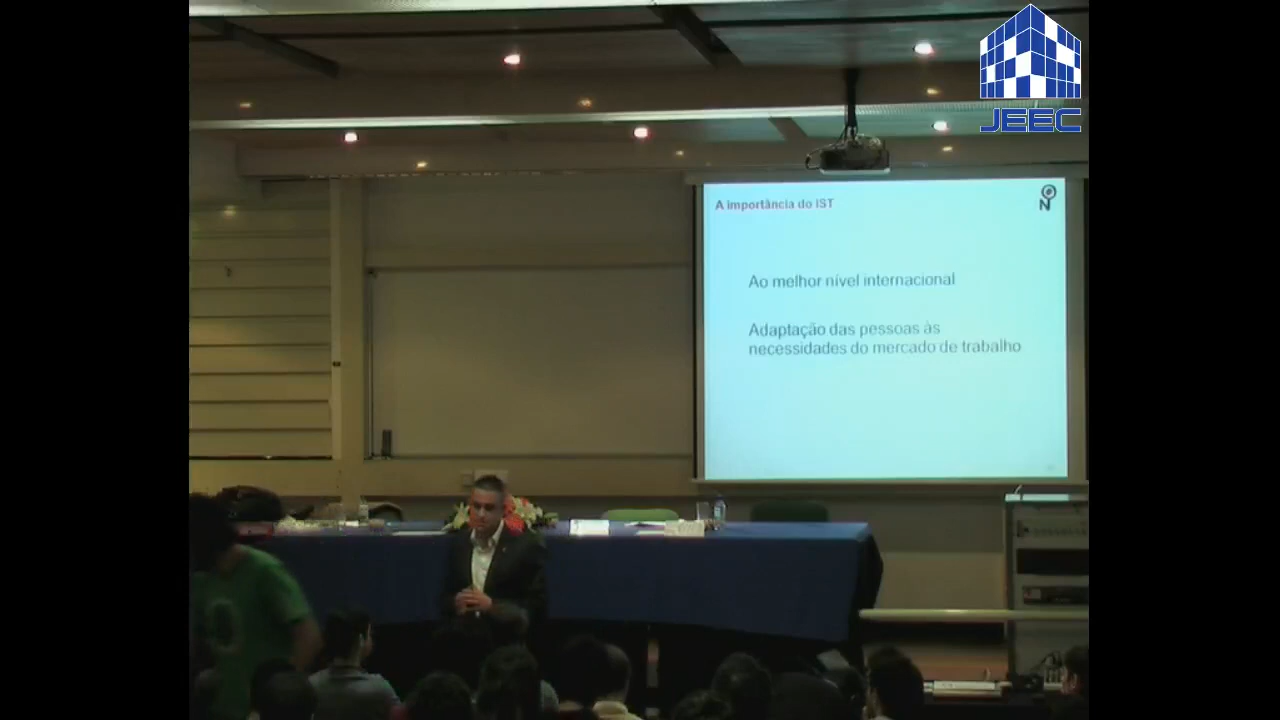 JEEC
A importância do IST
N
Ao melhor nível internacional
Adaptação das pessoas às
necessidades do mercado de trabalho